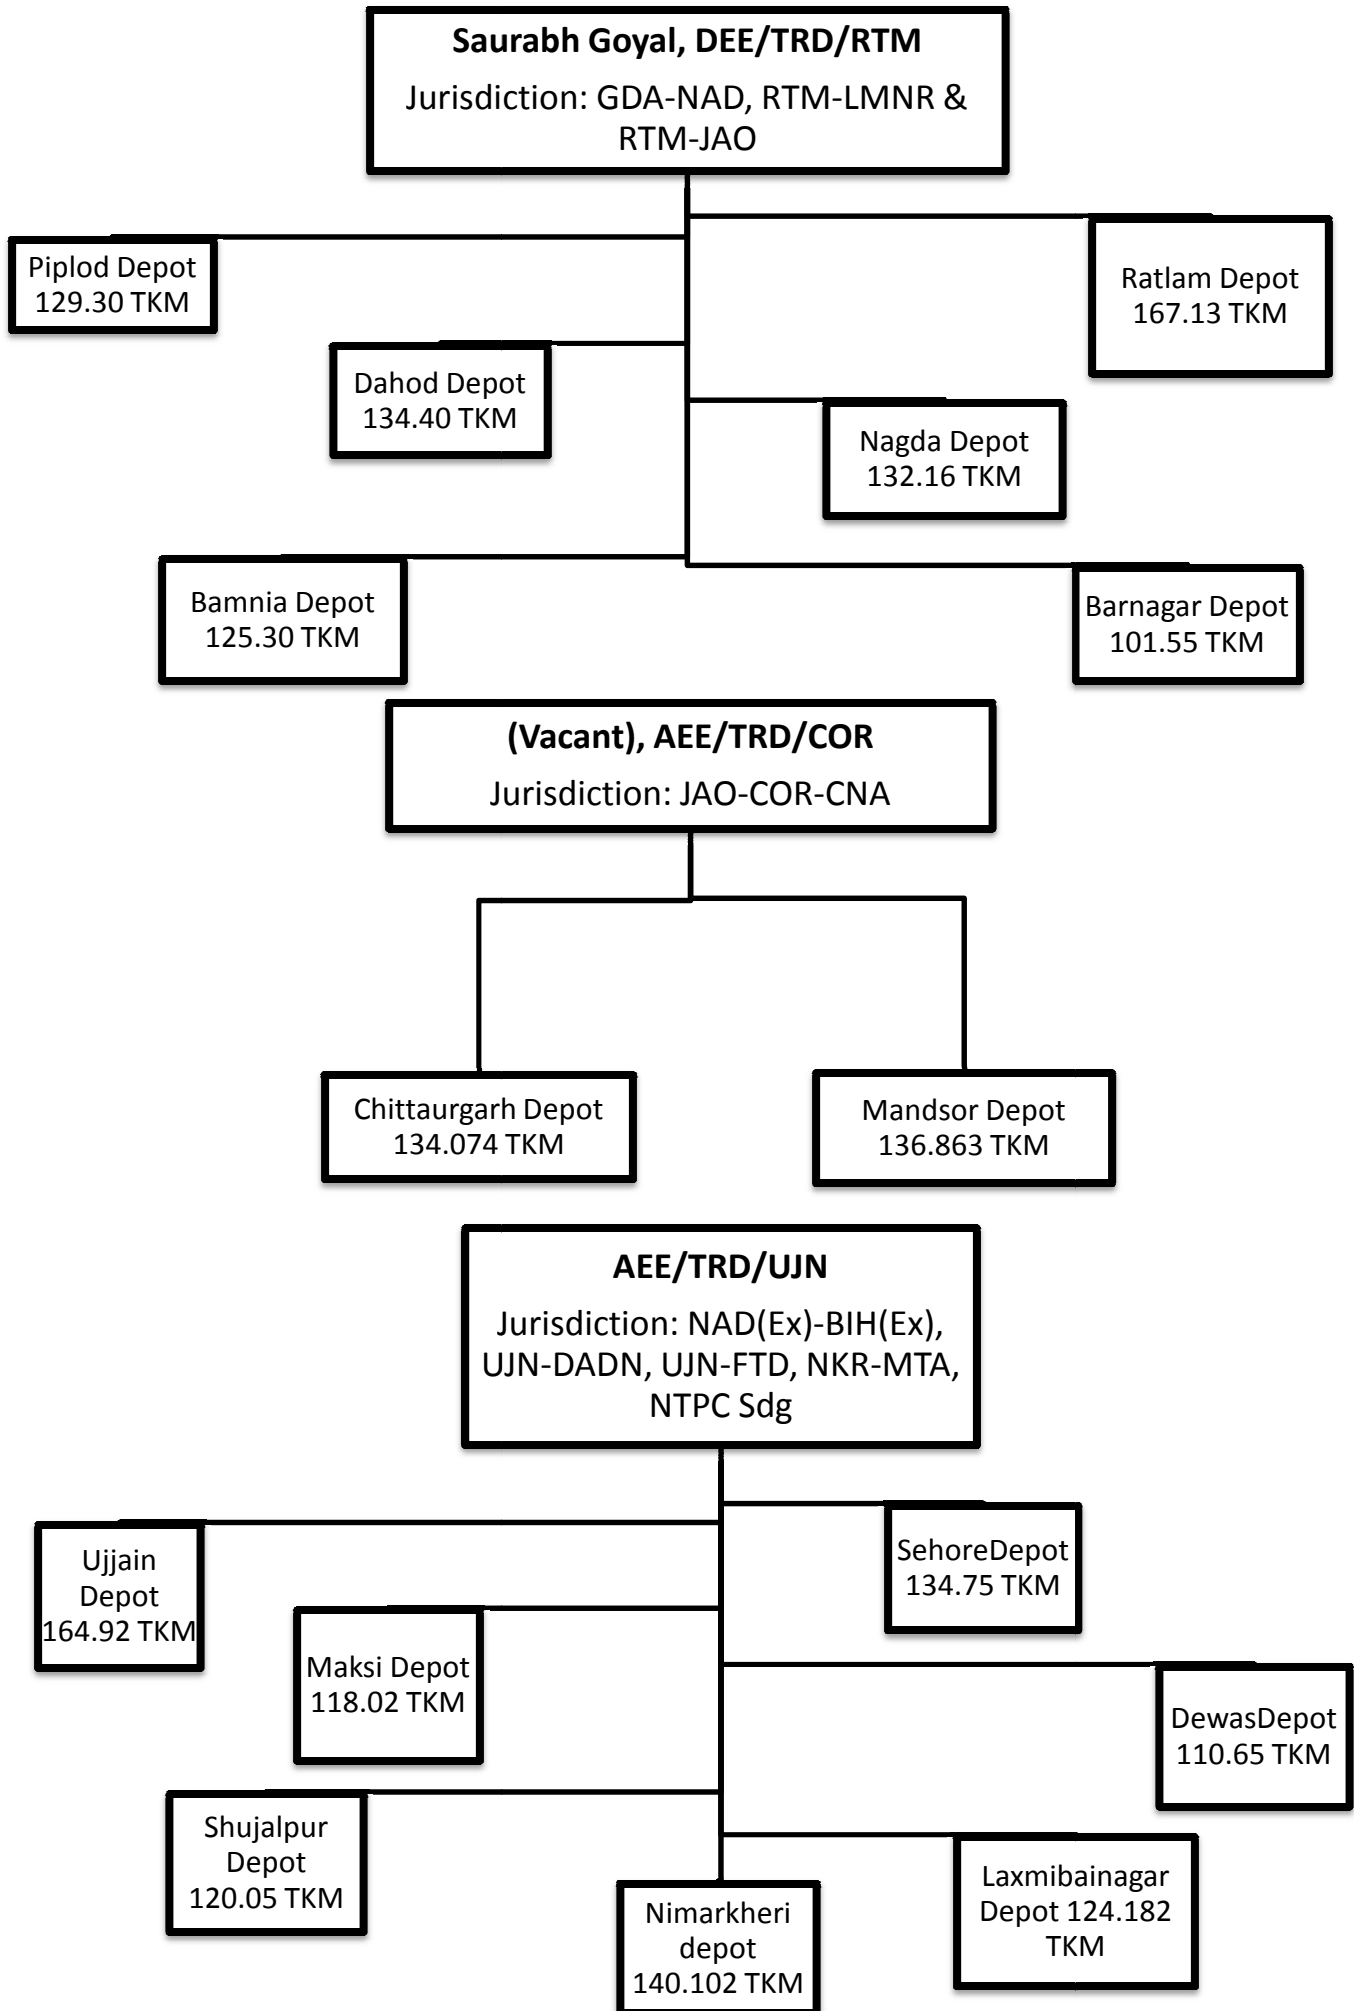 Saurabh Goyal, DEE/TRD/RTM
Jurisdiction: GDA-NAD, RTM-LMNR &
RTM-JAO
Piplod Depot
129.30 TKM
Ratlam Depot
167.13 TKM
Dahod Depot
134.40 TKM
Nagda Depot
132.16 TKM
Bamnia Depot
125.30 TKM
Barnagar Depot
101.55 TKM
(Vacant), AEE/TRD/COR
Jurisdiction: JAO-COR-CNA
Chittaurgarh Depot
134.074 TKM
Mandsor Depot
136.863 TKM
AEE/TRD/UJN
Jurisdiction: NAD(Ex)-BIH(Ex),
UJN-DADN, UJN-FTD, NKR-MTA,
NTPC Sdg
Ujjain
Depot
164.92 TKM
SehoreDepot
134.75 TKM
Maksi Depot
118.02 TKM
DewasDepot
110.65 TKM
Shujalpur
Depot
120.05 TKM
Nimarkheri
depot
140.102 TKM
Laxmibainagar
Depot 124.182
TKM